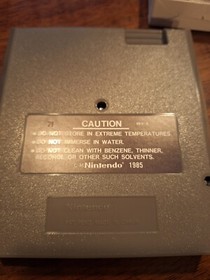 CAUTION
• DO NOT STORE IN EXTREME TEMPERATURES.
• DO NOT IMMERSE IN WATER.
• DO NOT CLEAN WITH BENZENE, THINNER,
ALCOHOL OR OTHER SUCH SOLVENTS.
©Nintendo 1985